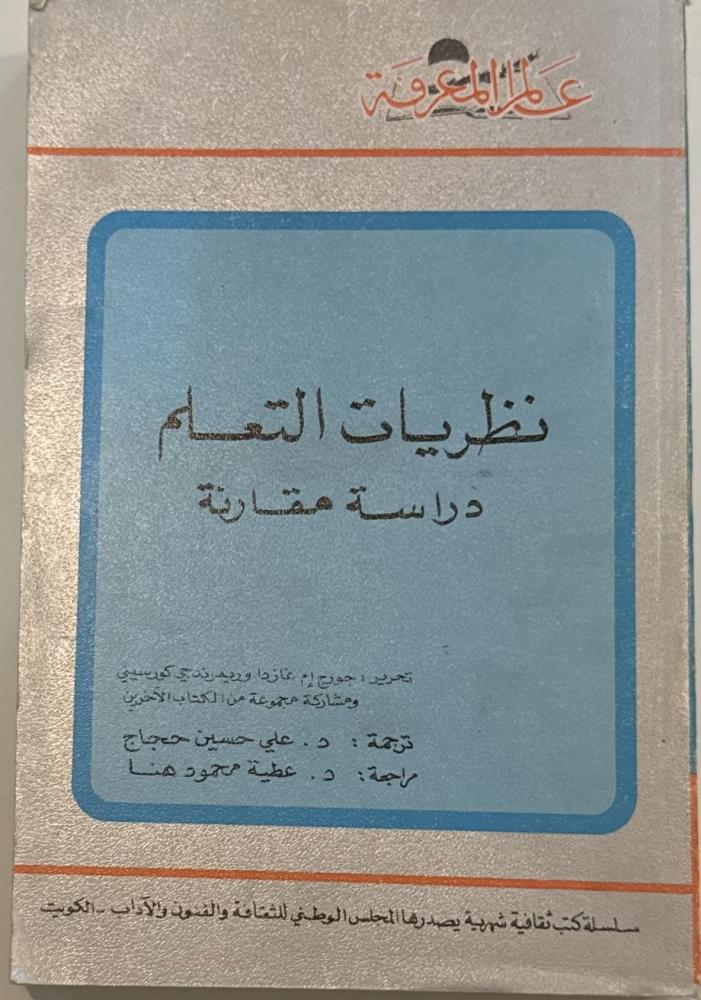 عالم المعرفة
نظريات التعلم
دراسة مقارنة
تحرير: جورج إم غازدا وريموندجي كورسيني
ومشاركة مجموعة من الكتاب الآخرين
ترجمة: د. علي حسين حجاج
مراجعة: د. عطية محمود هنا
سلسلة كتب ثقافية شهرية يصدرها المجلس الوطني للثقافة والفنون والآداب - الكويت